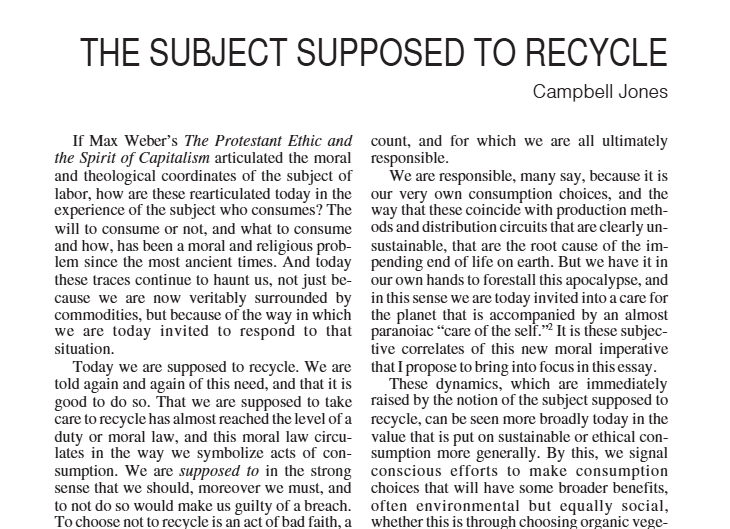 THE SUBJECT SUPPOSED TO RECYCLE
Campbell Jones
If Max Weber's The Protestant Ethic and
the Spirit of Capitalism articulated the moral
and theological coordinates of the subject of
labor, how are these rearticulated today in the
experience of the subject who consumes? The
will to consume or not, and what to consume
and how, has been a moral and religious prob-
lem since the most ancient times. And today
these traces continue to haunt us, not just be-
cause we are now veritably surrounded by
commodities, but because of the way in which
we are today invited to respond to that
situation.
Today we are supposed to recycle. We are
told again and again of this need, and that it is
good to do so. That we are supposed to take
care to recycle has almost reached the level of a
duty or moral law, and this moral law circu-
lates in the way we symbolize acts of con-
sumption. We are supposed to in the strong
sense that we should, moreover we must, and
to not do so would make us guilty of a breach.
To choose not to recycle is an act of bad faith, a
count, and for which we are all ultimately
responsible.
We are responsible, many say, because it is
our very own consumption choices, and the
way that these coincide with production meth-
ods and distribution circuits that are clearly un-
sustainable, that are the root cause of the im-
pending end of life on earth. But we have it in
our own hands to forestall this apocalypse, and
in this sense we are today invited into a care for
the planet that is accompanied by an almost
paranoiac “care of the self.”2 It is these subjec-
tive correlates of this new moral imperative
that I propose to bring into focus in this essay.
These dynamics, which are immediately
raised by the notion of the subject supposed to
recycle, can be seen more broadly today in the
value that is put on sustainable or ethical con-
sumption more generally. By this, we signal
conscious efforts to make consumption
choices that will have some broader benefits,
often environmental but equally social,
whether this is through choosing organic vege-